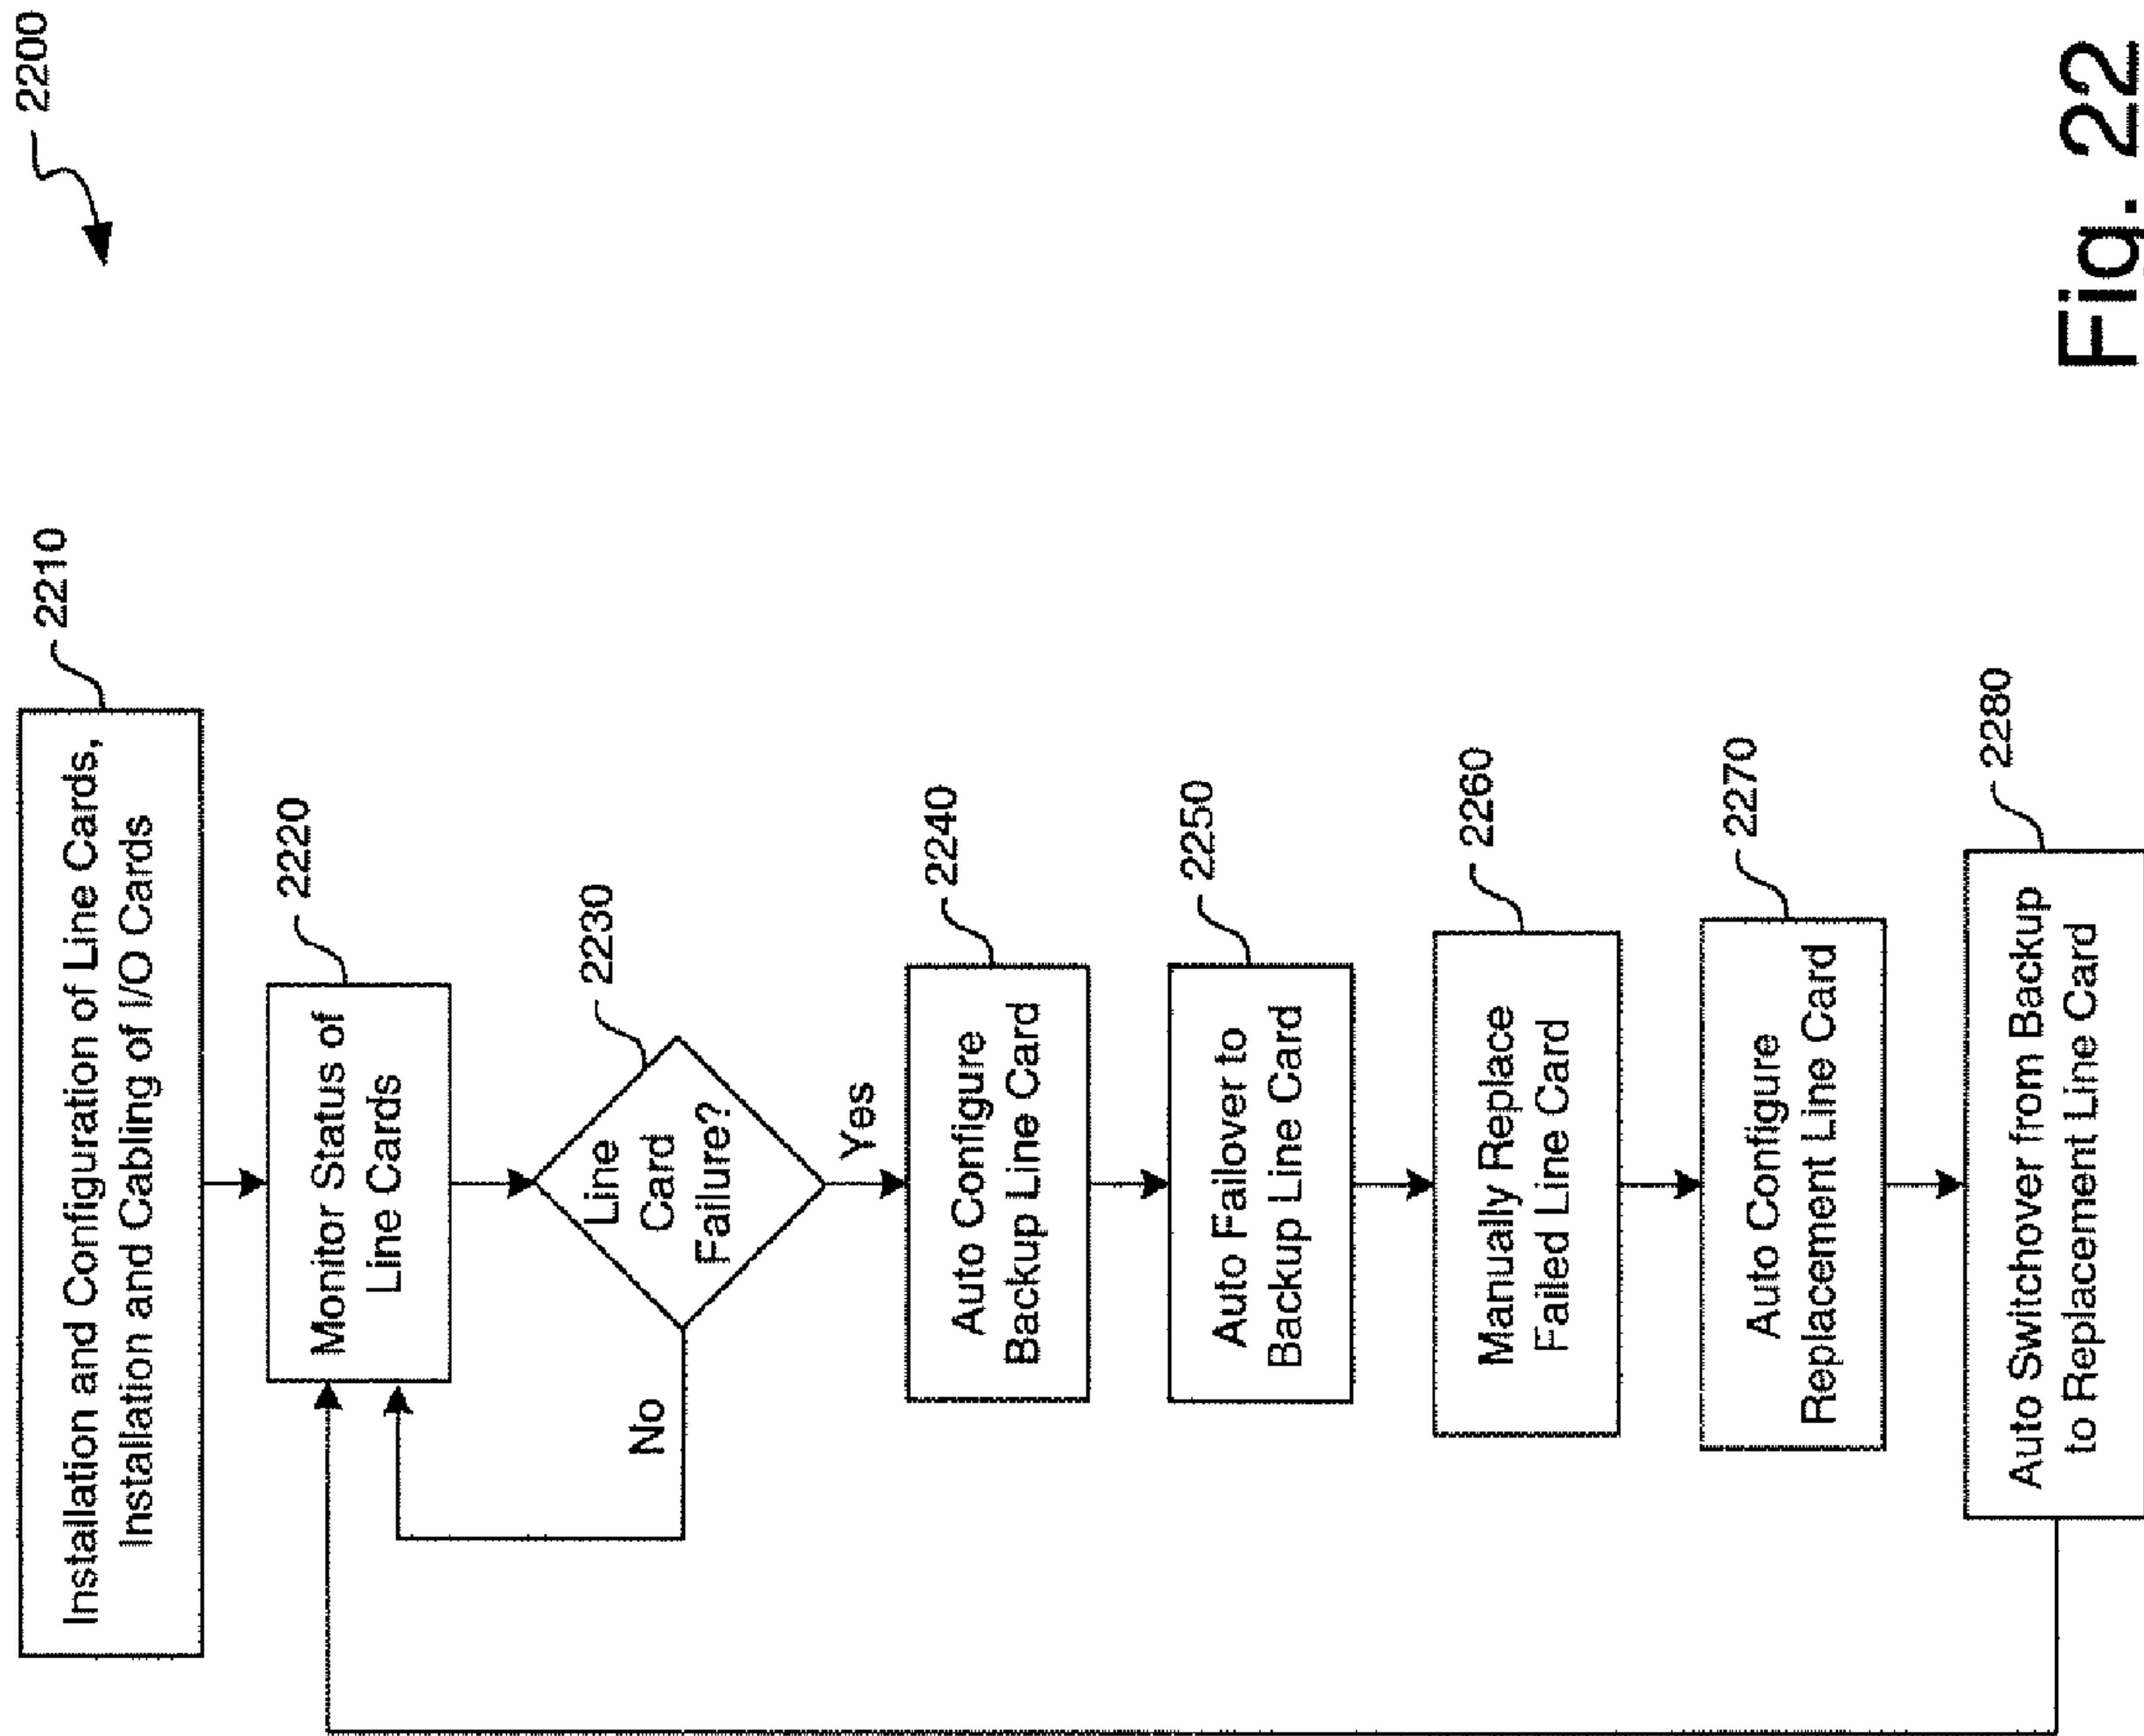 2200
2210
Installation and Configuration of Line Cards,
Installation and Cabling of I/O Cards
2220
Monitor Status of
Line Cards
2230
Line
Card
Failure?
No
Yes
2240
Auto Configure
Backup Line Card
2250
Auto Failover to
Backup Line Card
2260
Manually Replace
Failed Line Card
2270
Auto Configure
Replacement Line Card
2280
Auto Switchover from Backup
to Replacement Line Card
Fig. 22